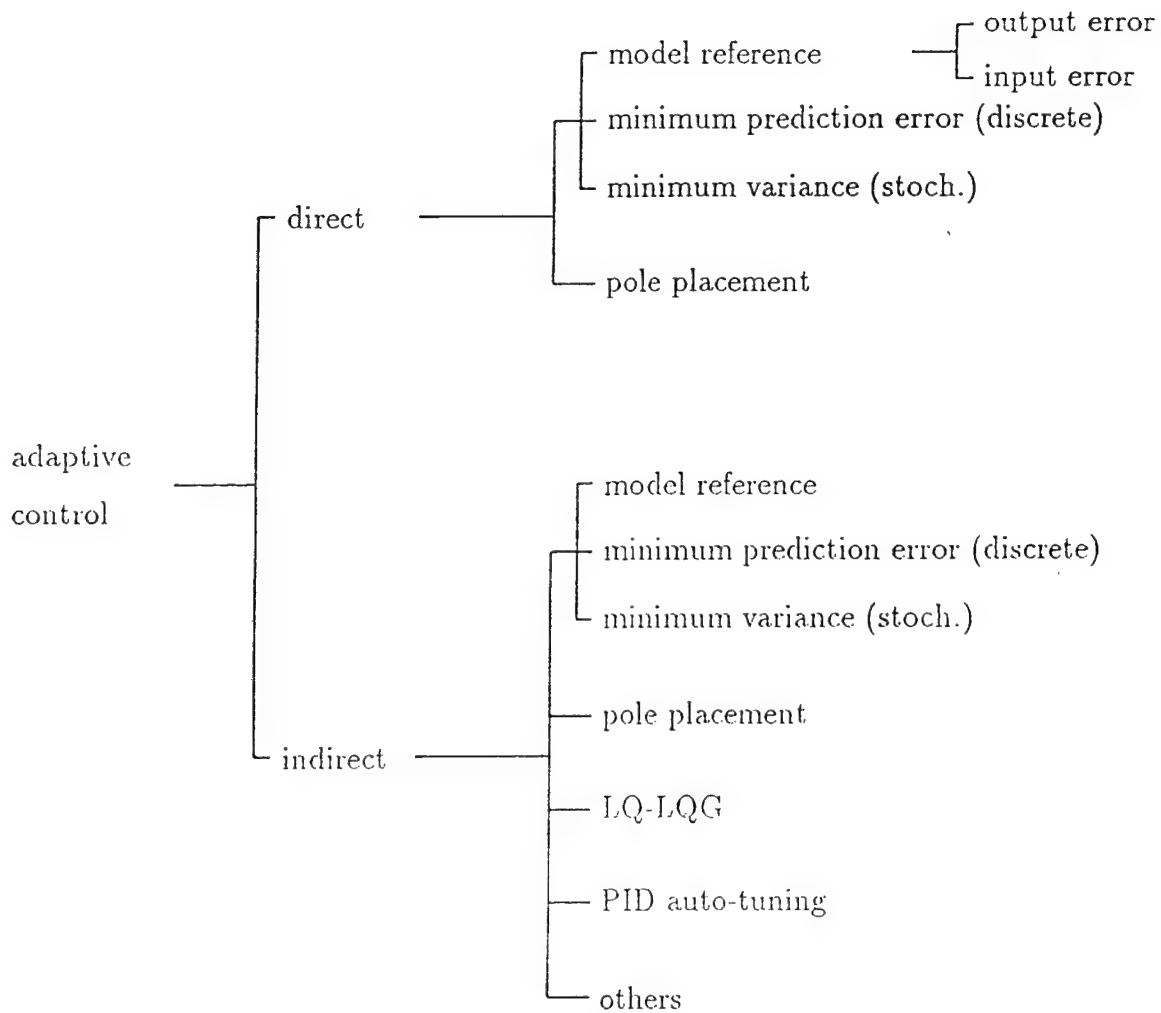 output error
model reference
input error
minimum prediction error (discrete)
minimum variance (stoch.)
direct
pole placement
adaptive
control
model reference
minimum prediction error (discrete)
minimum variance (stoch.)
pole placement
indirect
LQ-LQG
PID auto-tuning
others